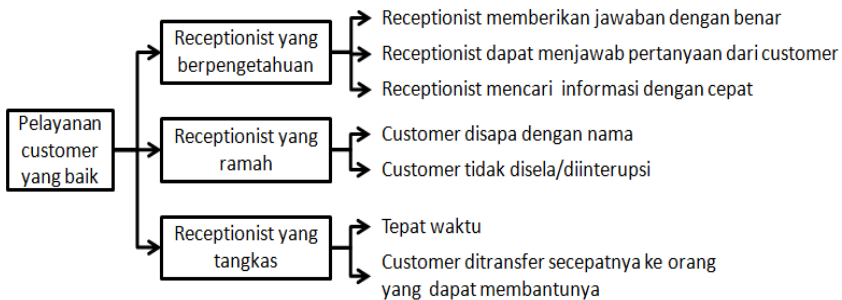 Pelayanan
customer
yang baik
Receptionist yang
berpengetahuan
Receptionist memberikan jawaban dengan benar
Receptionist dapat menjawab pertanyaan dari customer
Receptionist mencari informasi dengan cepat
Receptionist yang
ramah
Customer disapa dengan nama
Customer tidak disela/diinterupsi
Receptionist yang
tangkas
Tepat waktu
Customer ditransfer secepatnya ke orang
yang dapat membantunya